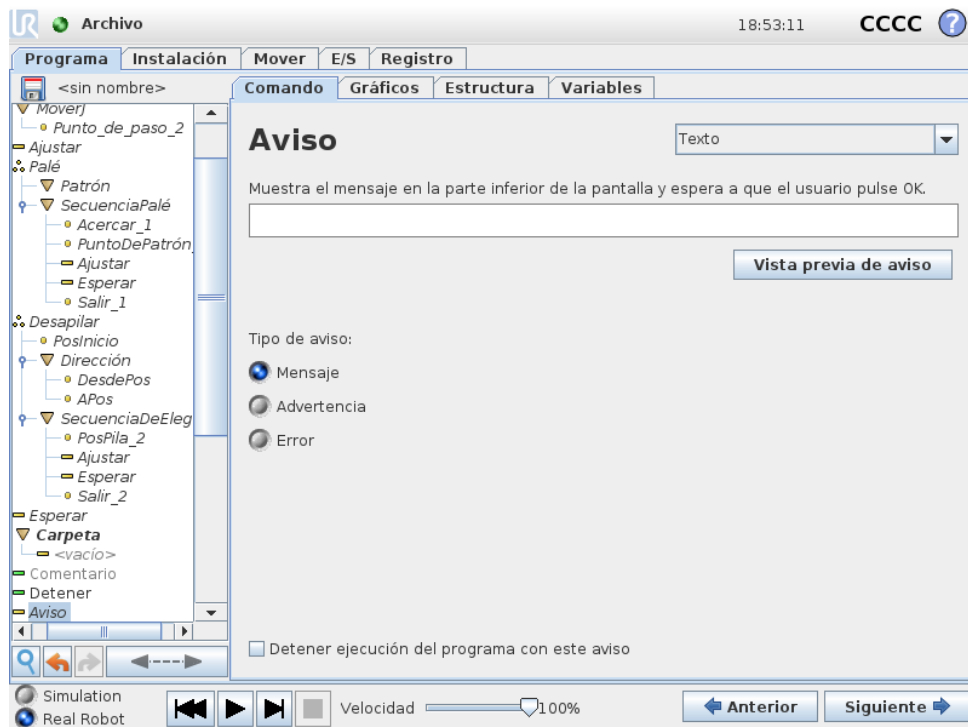 UR Archivo 18:53:11 CCCC ?
Programa Instalación Mover E/S Registro
<sin nombre>
Comando Gráficos Estructura Variables
MoverJ
Punto_de_paso_2
Ajustar
Palé
Patrón
SecuenciaPalé
Acercar_1
PuntoDePatrón_
Ajustar
Esperar
Salir_1
Desapilar
PosInicio
Dirección
DesdePos
APos
SecuenciaDeEleg
PosPila_2
Ajustar
Esperar
Salir_2
Esperar
Carpeta
<vacío>
Comentario
Detener
Aviso
Aviso
Texto
Muestra el mensaje en la parte inferior de la pantalla y espera a que el usuario pulse OK.
Vista previa de aviso
Tipo de aviso:
Mensaje
Advertencia
Error
Detener ejecución del programa con este aviso
Simulation
Real Robot
Velocidad 100%
Anterior Siguiente